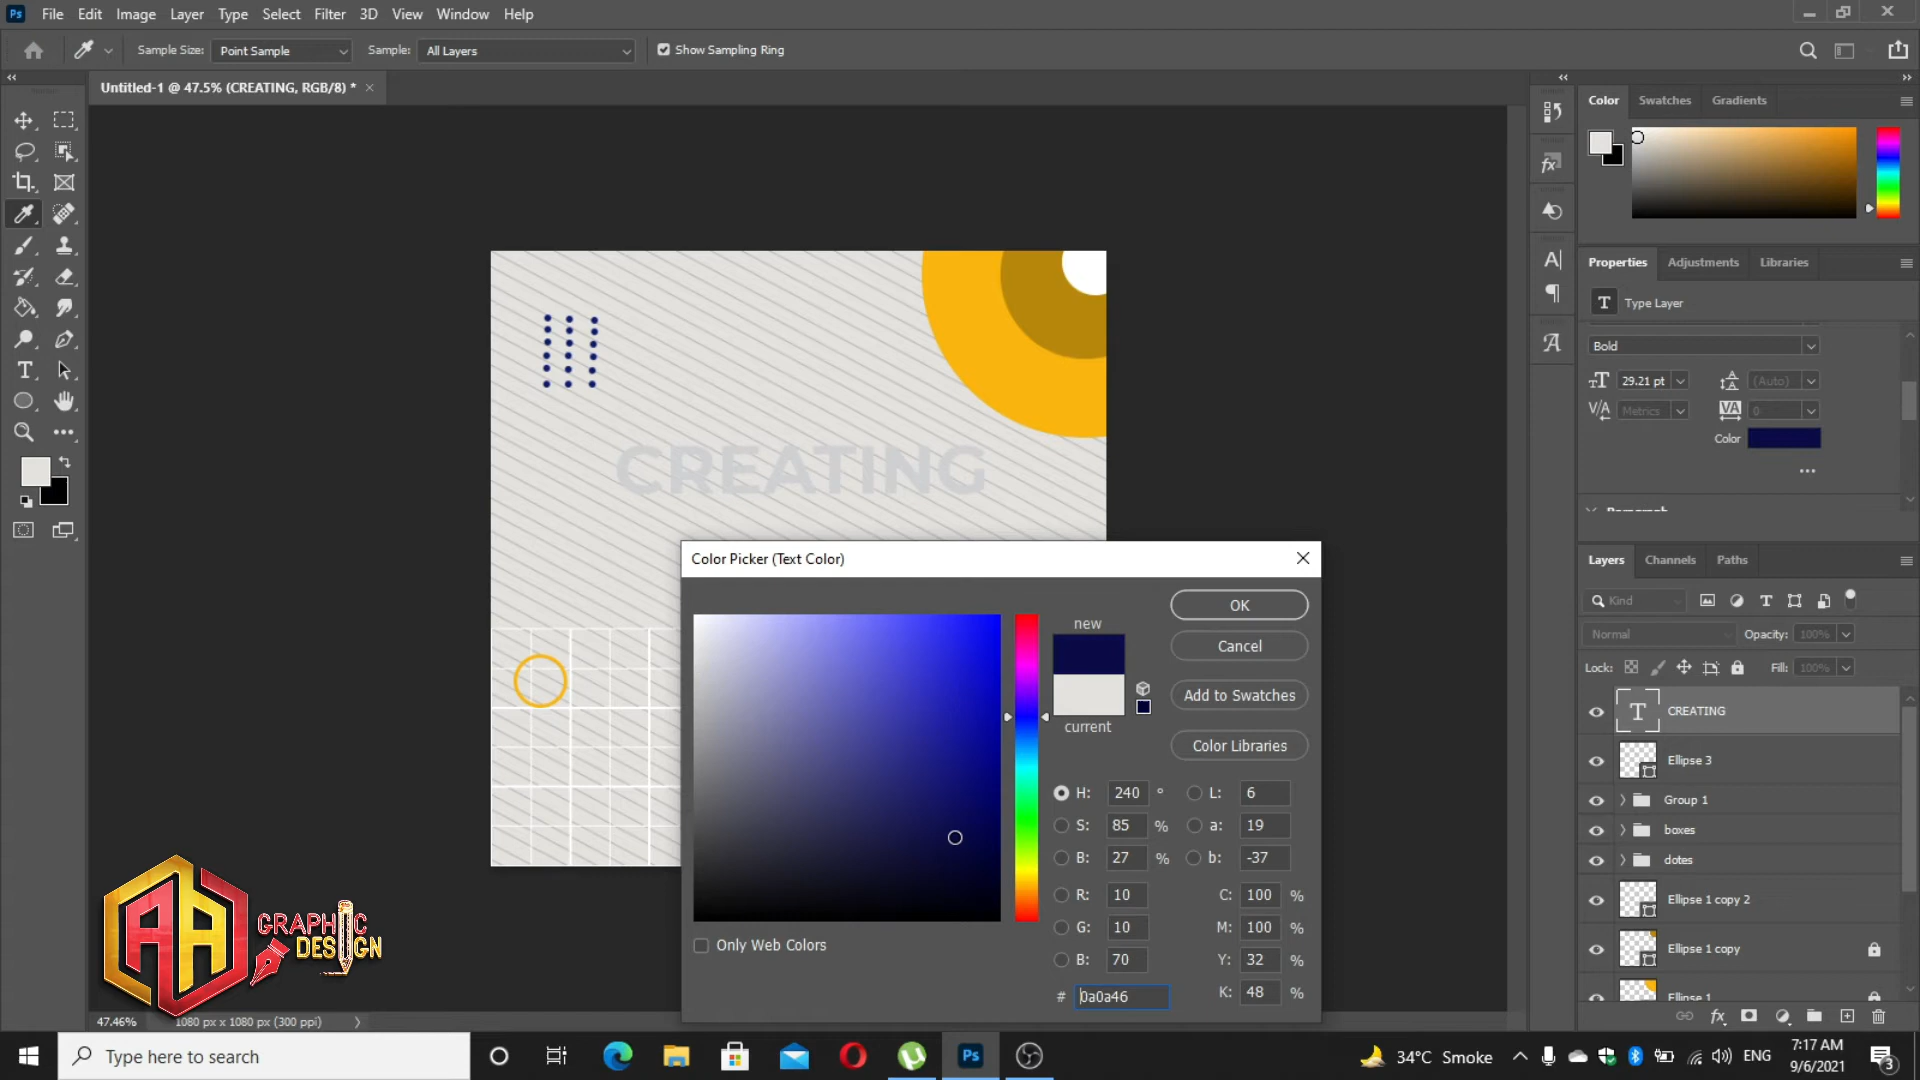 Ps File Edit Image Layer Type Select Filter 3D View Window Help
Sample Size: Point Sample Sample: All Layers Show Sampling Ring
Untitled-1 @ 47.5% (CREATING, RGB/8) *
Color Swatches Gradients
Properties Adjustments Libraries
Type Layer
Bold
29.21 pt (Auto)
Metrics 0
Color
Paragraph
CREATING
Color Picker (Text Color)
new
current
OK
Cancel
Add to Swatches
Color Libraries
H: 240 ° L: 6
S: 85 % a: 19
B: 27 % b: -37
R: 10 C: 100 %
G: 10 M: 100 %
B: 70 Y: 32 %
# 0a0a46 K: 48 %
Only Web Colors
Layers Channels Paths
Kind
Normal Opacity: 100%
Lock: Fill: 100%
CREATING
Ellipse 3
Group 1
boxes
dotes
Ellipse 1 copy 2
Ellipse 1 copy
Ellipse 1
AA GRAPHIC
DESIGN
47.46% 1080 px x 1080 px (300 ppi)
Type here to search
Ps
34°C Smoke
ENG
7:17 AM
9/6/2021
3